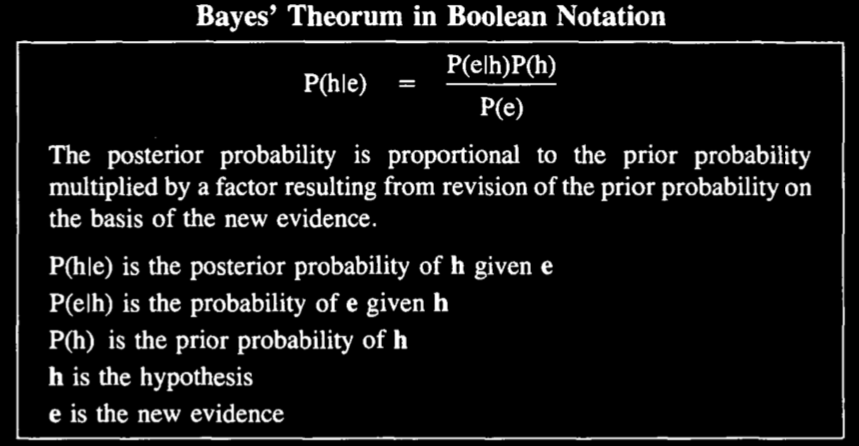 Bayes' Theorum in Boolean Notation
P(h|e) = P(e|h)P(h)
P(e)
The posterior probability is proportional to the prior probability
multiplied by a factor resulting from revision of the prior probability on
the basis of the new evidence.
P(h|e) is the posterior probability of h given e
P(e|h) is the probability of e given h
P(h) is the prior probability of h
h is the hypothesis
e is the new evidence